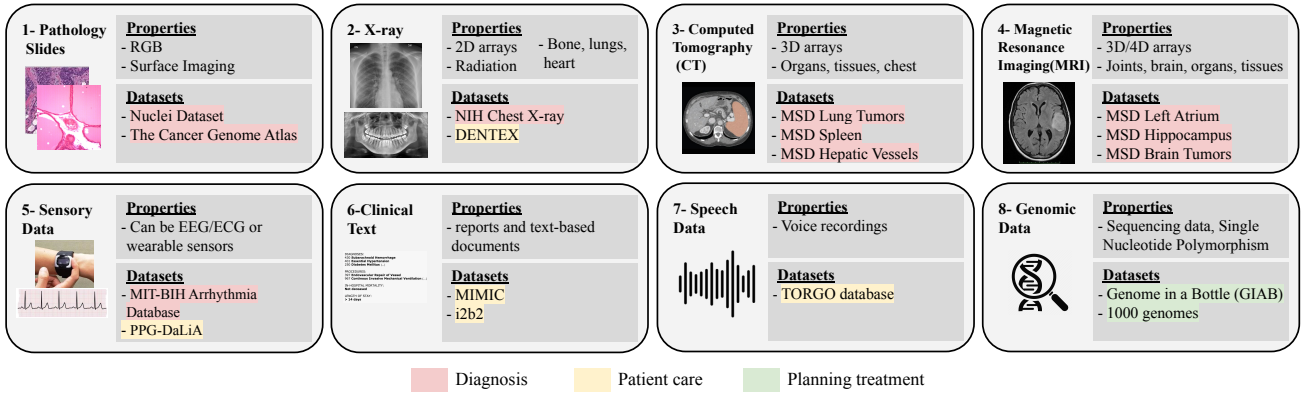 1- Pathology
Slides
Properties
- RGB
- Surface Imaging
Datasets
- Nuclei Dataset
- The Cancer Genome Atlas
2- X-ray
Properties
- 2D arrays
- Radiation
- Bone, lungs,
heart
Datasets
- NIH Chest X-ray
- DENTEX
3- Computed
Tomography
(CT)
Properties
- 3D arrays
- Organs, tissues, chest
Datasets
- MSD Lung Tumors
- MSD Spleen
- MSD Hepatic Vessels
4- Magnetic
Resonance
Imaging(MRI)
Properties
- 3D/4D arrays
- Joints, brain, organs, tissues
Datasets
- MSD Left Atrium
- MSD Hippocampus
- MSD Brain Tumors
5- Sensory
Data
Properties
- Can be EEG/ECG or
wearable sensors
Datasets
- MIT-BIH Arrhythmia
Database
- PPG-DaLiA
6-Clinical
Text
Properties
- reports and text-based
documents
Datasets
- MIMIC
- i2b2
7- Speech
Data
Properties
- Voice recordings
Datasets
- TORGO database
8- Genomic
Data
Properties
- Sequencing data, Single
Nucleotide Polymorphism
Datasets
- Genome in a Bottle (GIAB)
- 1000 genomes
Diagnosis
Patient care
Planning treatment